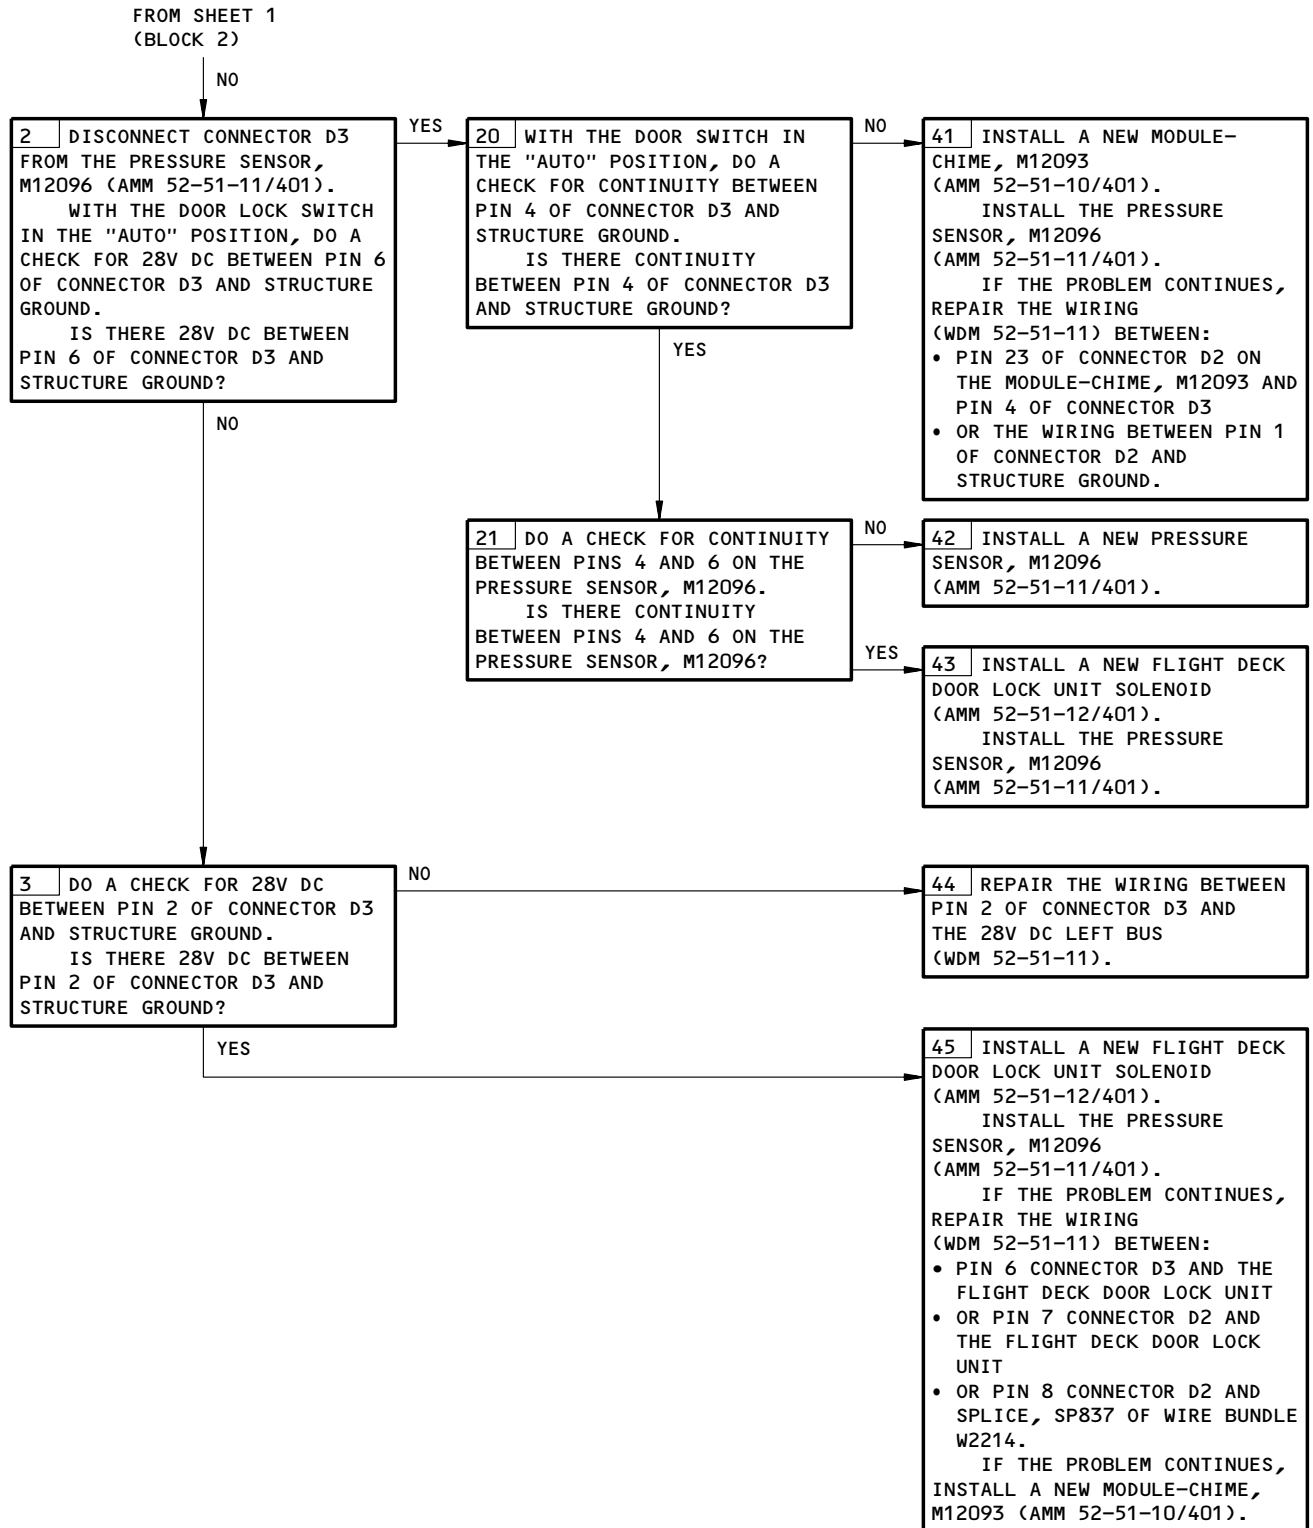 FROM SHEET 1
(BLOCK 2)
NO
2 DISCONNECT CONNECTOR D3
FROM THE PRESSURE SENSOR,
M12096 (AMM 52-51-11/401).
WITH THE DOOR LOCK SWITCH
IN THE "AUTO" POSITION, DO A
CHECK FOR 28V DC BETWEEN PIN 6
OF CONNECTOR D3 AND STRUCTURE
GROUND.
IS THERE 28V DC BETWEEN
PIN 6 OF CONNECTOR D3 AND
STRUCTURE GROUND?
YES
20 WITH THE DOOR SWITCH IN
THE "AUTO" POSITION, DO A
CHECK FOR CONTINUITY BETWEEN
PIN 4 OF CONNECTOR D3 AND
STRUCTURE GROUND.
IS THERE CONTINUITY
BETWEEN PIN 4 OF CONNECTOR D3
AND STRUCTURE GROUND?
NO
41 INSTALL A NEW MODULE-
CHIME, M12093
(AMM 52-51-10/401).
INSTALL THE PRESSURE
SENSOR, M12096
(AMM 52-51-11/401).
IF THE PROBLEM CONTINUES,
REPAIR THE WIRING
(WDM 52-51-11) BETWEEN:
• PIN 23 OF CONNECTOR D2 ON
THE MODULE-CHIME, M12093 AND
PIN 4 OF CONNECTOR D3
• OR THE WIRING BETWEEN PIN 1
OF CONNECTOR D2 AND
STRUCTURE GROUND.
YES
NO
21 DO A CHECK FOR CONTINUITY
BETWEEN PINS 4 AND 6 ON THE
PRESSURE SENSOR, M12096.
IS THERE CONTINUITY
BETWEEN PINS 4 AND 6 ON THE
PRESSURE SENSOR, M12096?
NO
42 INSTALL A NEW PRESSURE
SENSOR, M12096
(AMM 52-51-11/401).
YES
43 INSTALL A NEW FLIGHT DECK
DOOR LOCK UNIT SOLENOID
(AMM 52-51-12/401).
INSTALL THE PRESSURE
SENSOR, M12096
(AMM 52-51-11/401).
3 DO A CHECK FOR 28V DC
BETWEEN PIN 2 OF CONNECTOR D3
AND STRUCTURE GROUND.
IS THERE 28V DC BETWEEN
PIN 2 OF CONNECTOR D3 AND
STRUCTURE GROUND?
NO
44 REPAIR THE WIRING BETWEEN
PIN 2 OF CONNECTOR D3 AND
THE 28V DC LEFT BUS
(WDM 52-51-11).
YES
45 INSTALL A NEW FLIGHT DECK
DOOR LOCK UNIT SOLENOID
(AMM 52-51-12/401).
INSTALL THE PRESSURE
SENSOR, M12096
(AMM 52-51-11/401).
IF THE PROBLEM CONTINUES,
REPAIR THE WIRING
(WDM 52-51-11) BETWEEN:
• PIN 6 CONNECTOR D3 AND THE
FLIGHT DECK DOOR LOCK UNIT
• OR PIN 7 CONNECTOR D2 AND
THE FLIGHT DECK DOOR LOCK
UNIT
• OR PIN 8 CONNECTOR D2 AND
SPLICE, SP837 OF WIRE BUNDLE
W2214.
IF THE PROBLEM CONTINUES,
INSTALL A NEW MODULE-CHIME,
M12093 (AMM 52-51-10/401).